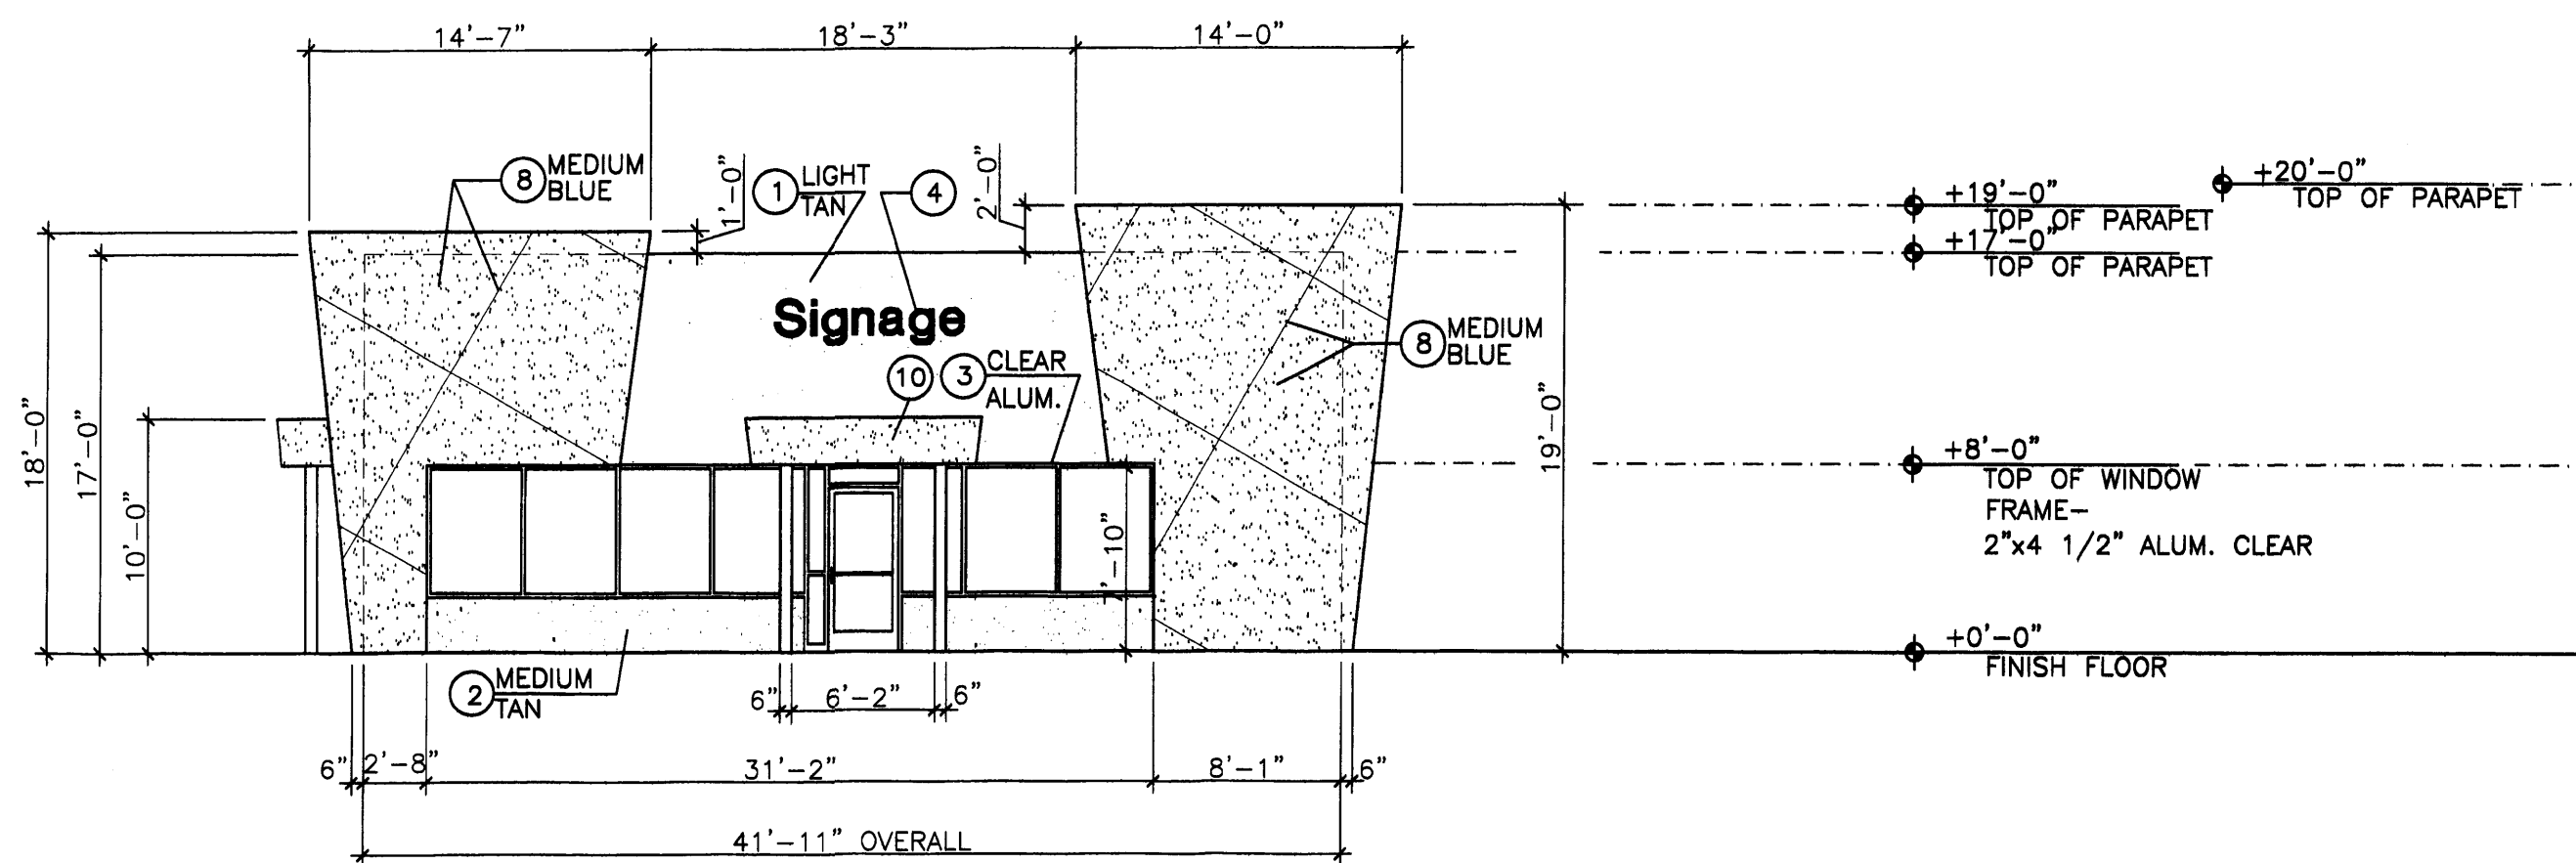 14'-7"
18'-3"
14'-0"
8 MEDIUM
BLUE
1'-0"
1 LIGHT
TAN
4
2'-0"
+19'-0"
TOP OF PARAPET
+20'-0"
TOP OF PARAPET
+17'-0"
TOP OF PARAPET
Signage
8 MEDIUM
BLUE
10
3 CLEAR
ALUM.
18'-0"
17'-0"
10'-0"
7'-10"
19'-0"
+8'-0"
TOP OF WINDOW
FRAME-
2"x4 1/2" ALUM. CLEAR
+0'-0"
FINISH FLOOR
2 MEDIUM
TAN
6"
6'-2"
6"
6"
2'-8"
31'-2"
8'-1"
6"
41'-11" OVERALL